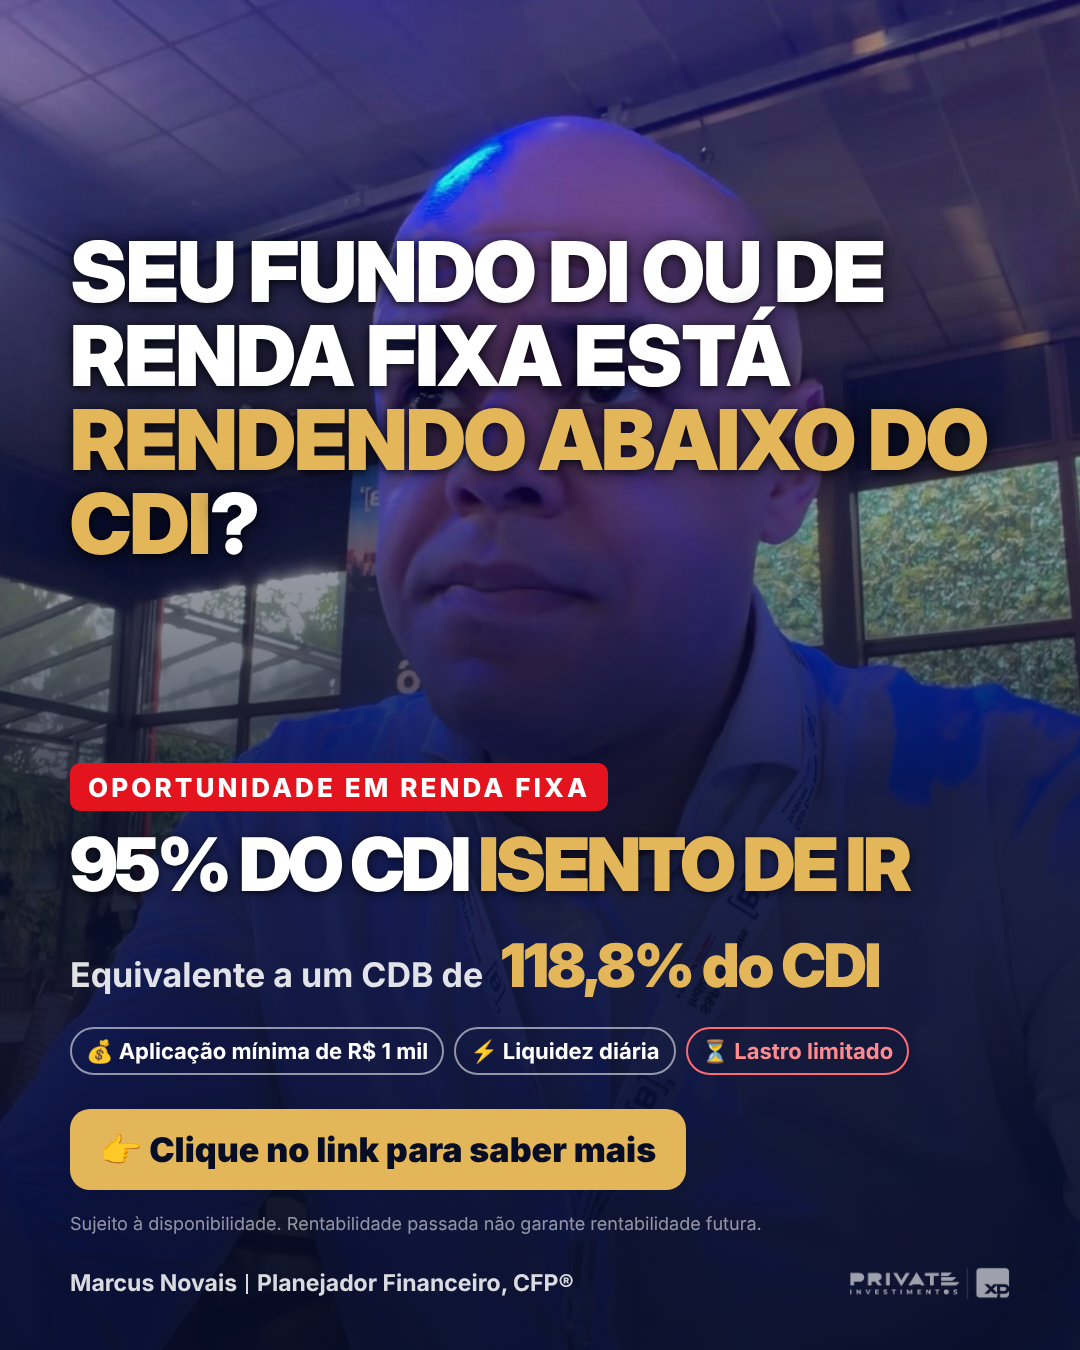 SEU FUNDO DI OU DE
RENDA FIXA ESTÁ
RENDENDO ABAIXO DO
CDI?
OPORTUNIDADE EM RENDA FIXA
95% DO CDI ISENTO DE IR
Equivalente a um CDB de 118,8% do CDI
💰 Aplicação mínima de R$ 1 mil
⚡ Liquidez diária
⏳ Lastro limitado
👉 Clique no link para saber mais
Sujeito à disponibilidade. Rentabilidade passada não garante rentabilidade futura.
Marcus Novais | Planejador Financeiro, CFP®
PRIVATE
INVESTIMENTOS
XP